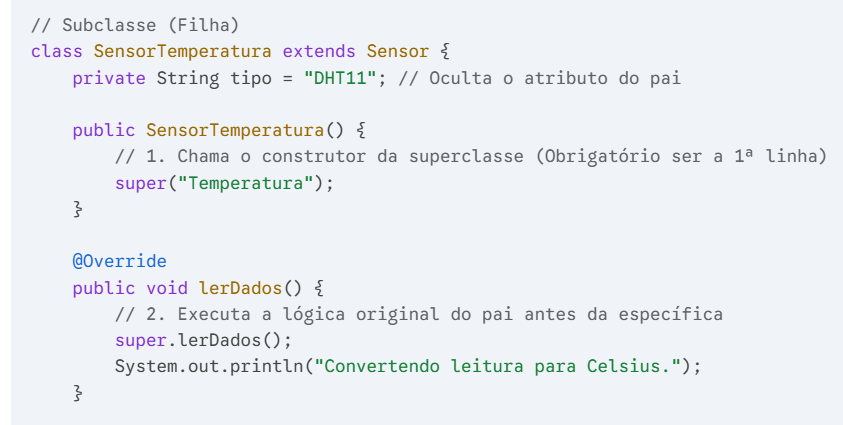 // Subclasse (Filha)
class SensorTemperatura extends Sensor {
    private String tipo = "DHT11"; // Oculta o atributo do pai

    public SensorTemperatura() {
        // 1. Chama o construtor da superclasse (Obrigatório ser a 1ª linha)
        super("Temperatura");
    }

    @Override
    public void lerDados() {
        // 2. Executa a lógica original do pai antes da específica
        super.lerDados();
        System.out.println("Convertendo leitura para Celsius.");
    }